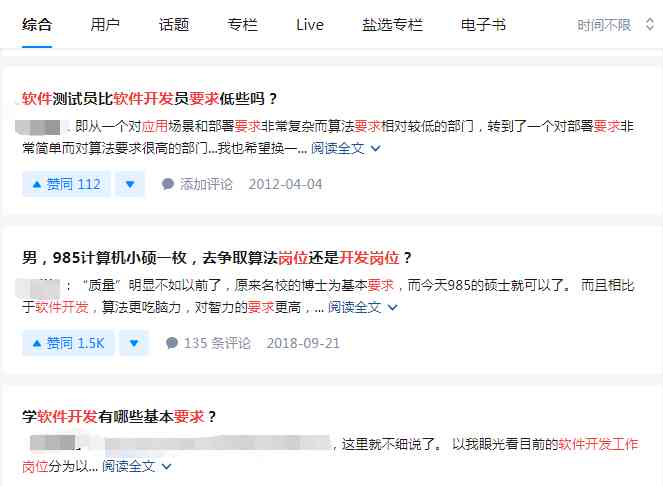 综合 用户 话题 专栏 Live 盐选专栏 电子书 时间不限
软件测试员比软件开发员要求低些吗？
即从一个对应用场景和部署要求非常复杂而算法要求相对较低的部门，转到了一个对部署要求非
常简单而对算法要求很高的部门...我也希望换一... 阅读全文
赞同 112 添加评论 2012-04-04
男，985计算机小硕一枚，去争取算法岗位还是开发岗位？
：“质量”明显不如以前了，原来名校的博士为基本要求，而今天985的硕士就可以了。 而且相比
于软件开发，算法更吃脑力，对智力的要求更高，... 阅读全文
赞同 1.5K 135 条评论 2018-09-21
学软件开发有哪些基本要求？
，这里就不细说了。 以我眼光看目前的软件开发工作
岗位分为以... 阅读全文